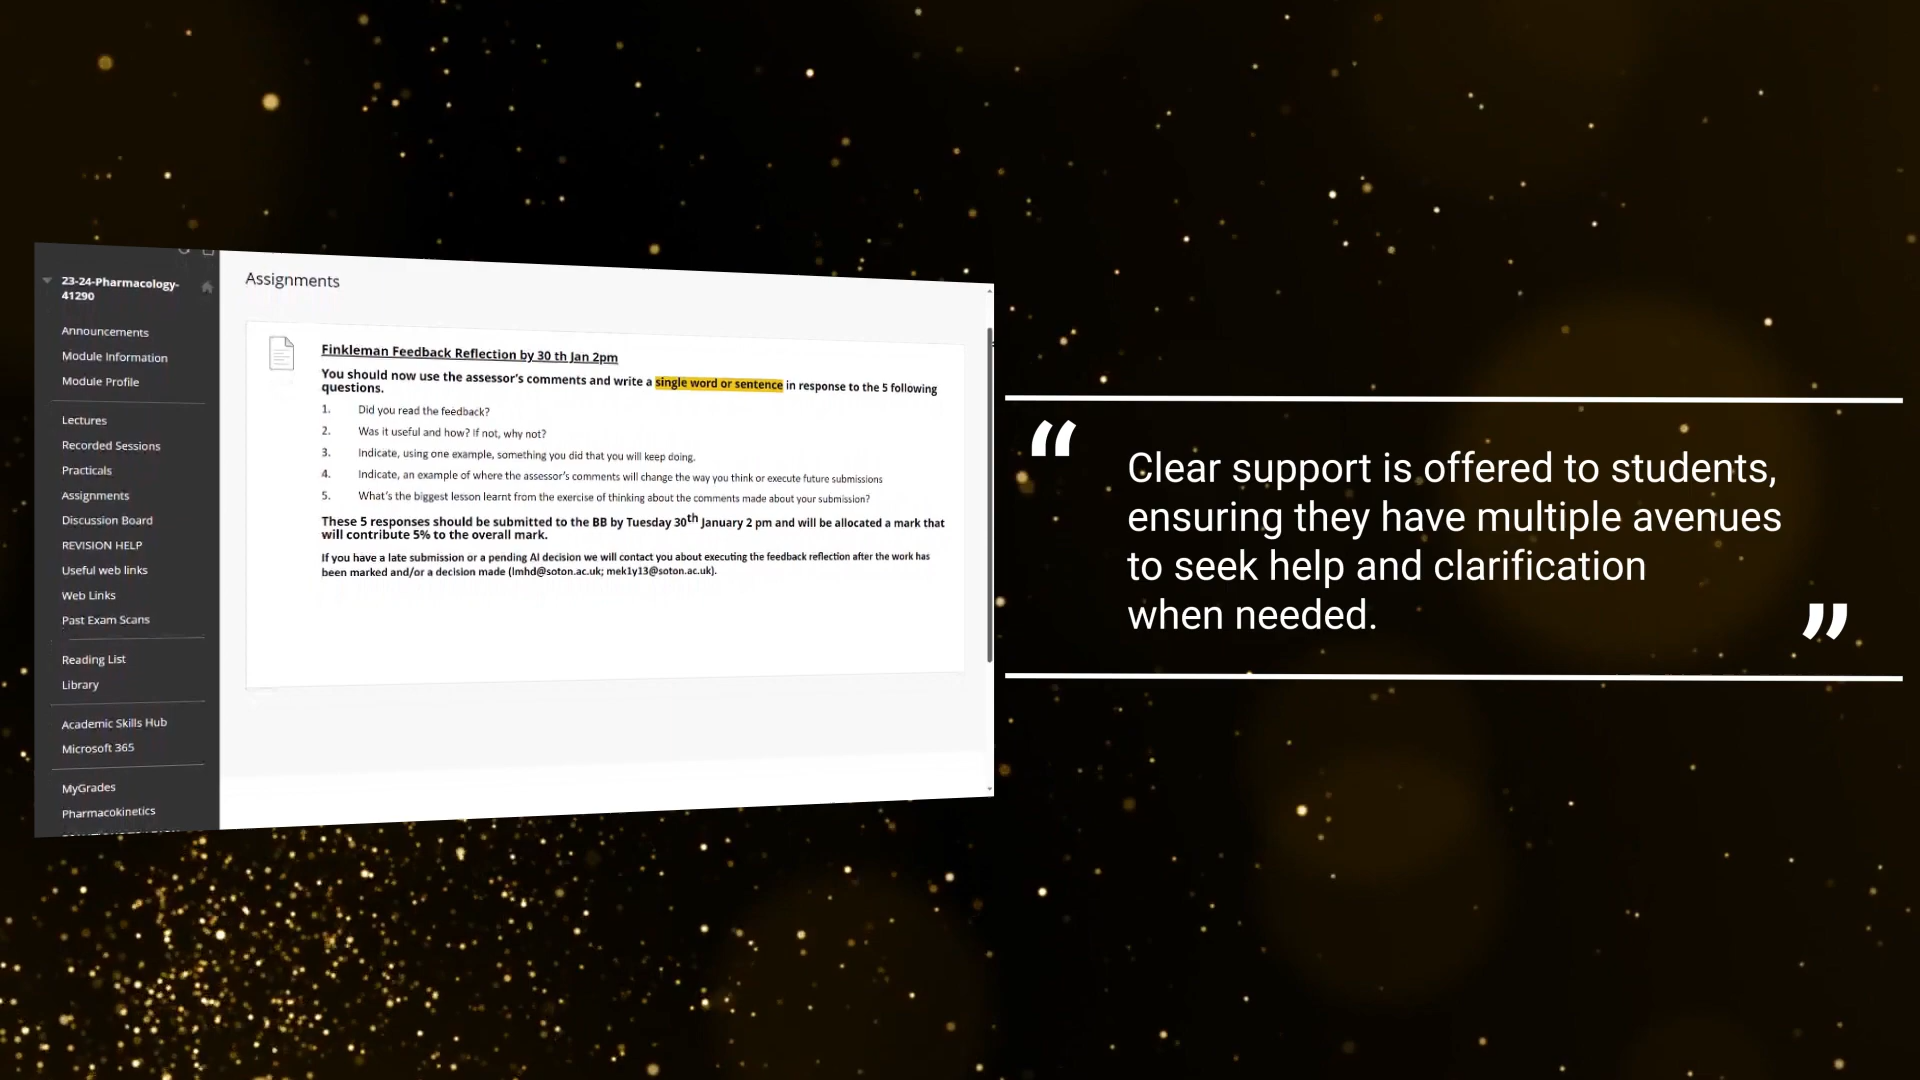 23-24-Pharmacology-
41290
Announcements
Module Information
Module Profile
Lectures
Recorded Sessions
Practicals
Assignments
Discussion Board
REVISION HELP
Useful web links
Web Links
Past Exam Scans
Reading List
Library
Academic Skills Hub
Microsoft 365
MyGrades
Pharmacokinetics
Assignments
Finkleman Feedback Reflection by 30 th Jan 2pm
You should now use the assessor's comments and write a single word or sentence in response to the 5 following
questions.
1. Did you read the feedback?
2. Was it useful and how? If not, why not?
3. Indicate, using one example, something you did that you will keep doing.
4. Indicate, an example of where the assessor's comments will change the way you think or execute future submissions
5. What's the biggest lesson learnt from the exercise of thinking about the comments made about your submission?
These 5 responses should be submitted to the BB by Tuesday 30th January 2 pm and will be allocated a mark that
will contribute 5% to the overall mark.
If you have a late submission or a pending AI decision we will contact you about executing the feedback reflection after the work has
been marked and/or a decision made (lmhd@soton.ac.uk; mek1y13@soton.ac.uk).
“Clear support is offered to students,
ensuring they have multiple avenues
to seek help and clarification
when needed.”